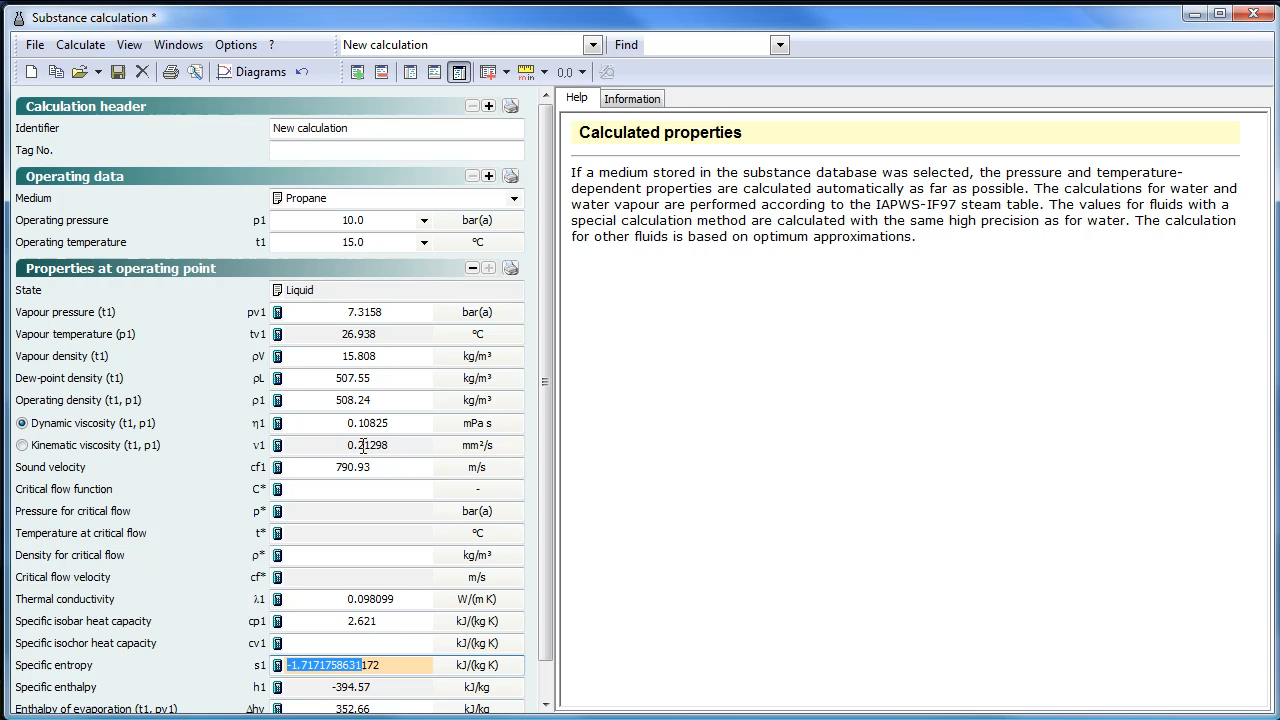 Substance calculation *
File Calculate View Windows Options ? New calculation Find
Diagrams min 0,0
Calculation header
Identifier New calculation
Tag No.
Operating data
Medium Propane
Operating pressure p1 10.0 bar(a)
Operating temperature t1 15.0 °C
Properties at operating point
State Liquid
Vapour pressure (t1) pv1 7.3158 bar(a)
Vapour temperature (p1) tv1 26.938 °C
Vapour density (t1) ρV 15.808 kg/m³
Dew-point density (t1) ρL 507.55 kg/m³
Operating density (t1, p1) ρ1 508.24 kg/m³
Dynamic viscosity (t1, p1) η1 0.10825 mPa s
Kinematic viscosity (t1, p1) ν1 0.21298 mm²/s
Sound velocity cf1 790.93 m/s
Critical flow function C* -
Pressure for critical flow p* bar(a)
Temperature at critical flow t* °C
Density for critical flow ρ* kg/m³
Critical flow velocity cf* m/s
Thermal conductivity λ1 0.098099 W/(m K)
Specific isobar heat capacity cp1 2.621 kJ/(kg K)
Specific isochor heat capacity cv1 kJ/(kg K)
Specific entropy s1 -1.7171758631172 kJ/(kg K)
Specific enthalpy h1 -394.57 kJ/kg
Enthalpy of evaporation (t1, pv1) Δhv 352.66 kJ/kg
Help Information
Calculated properties
If a medium stored in the substance database was selected, the pressure and temperature-
dependent properties are calculated automatically as far as possible. The calculations for water and
water vapour are performed according to the IAPWS-IF97 steam table. The values for fluids with a
special calculation method are calculated with the same high precision as for water. The calculation
for other fluids is based on optimum approximations.